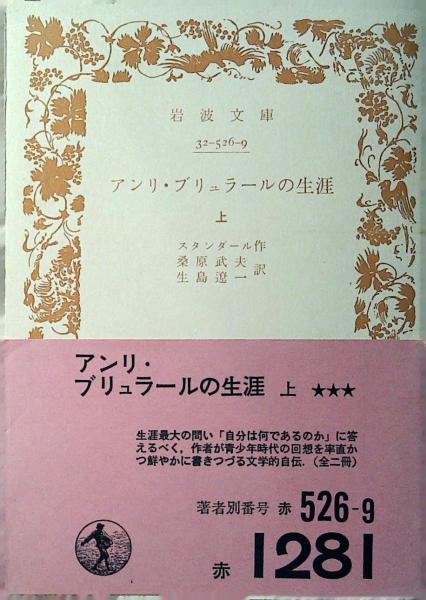 岩波文庫
32-526-9
アンリ・ブリュラールの生涯
上
スタンダール作
桑原武夫
生島遼一 訳
アンリ・
ブリュラールの生涯 上 ★★★
生涯最大の問い「自分は何であるのか」に答
えるべく，作者が青少年時代の回想を率直か
つ鮮やかに書きつづる文学的自伝．（全二冊）
著者別番号 赤 526-9
赤 1281